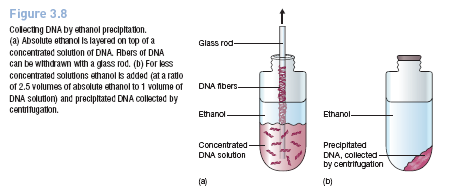 Figure 3.8
Collecting DNA by ethanol precipitation.
(a) Absolute ethanol is layered on top of a
concentrated solution of DNA. Fibers of DNA
can be withdrawn with a glass rod. (b) For less
concentrated solutions ethanol is added (at a ratio
of 2.5 volumes of absolute ethanol to 1 volume of
DNA solution) and precipitated DNA collected by
centrifugation.
Glass rod
DNA fibers
Ethanol
Concentrated
DNA solution
(a)
Ethanol
Precipitated
DNA, collected
by centrifugation
(b)